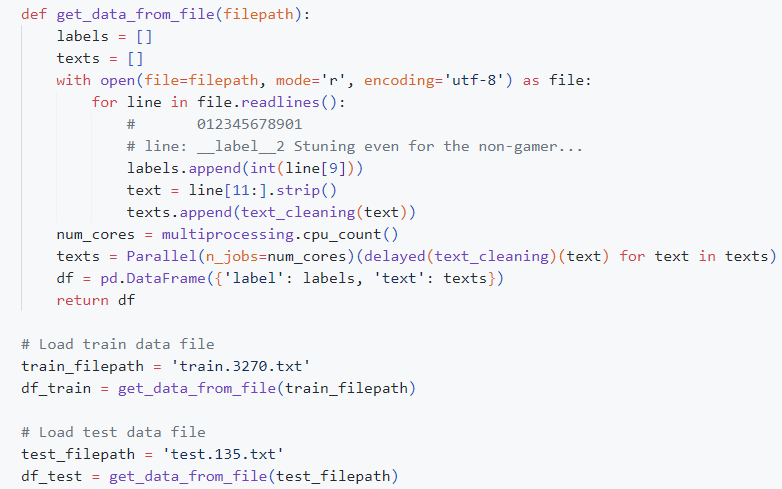 def get_data_from_file(filepath):
    labels = []
    texts = []
    with open(file=filepath, mode='r', encoding='utf-8') as file:
        for line in file.readlines():
            #       012345678901
            # line: __label__2 Stuning even for the non-gamer...
            labels.append(int(line[9]))
            text = line[11:].strip()
            texts.append(text_cleaning(text))
    num_cores = multiprocessing.cpu_count()
    texts = Parallel(n_jobs=num_cores)(delayed(text_cleaning)(text) for text in texts)
    df = pd.DataFrame({'label': labels, 'text': texts})
    return df

# Load train data file
train_filepath = 'train.3270.txt'
df_train = get_data_from_file(train_filepath)

# Load test data file
test_filepath = 'test.135.txt'
df_test = get_data_from_file(test_filepath)